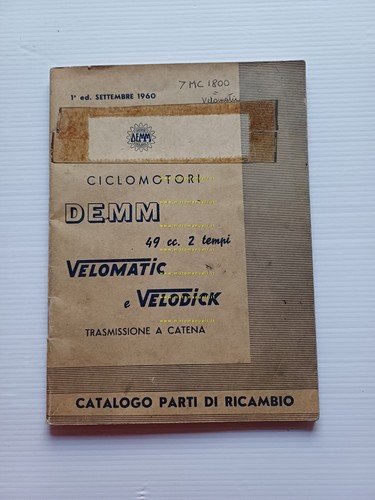 1ª ed. SETTEMBRE 1960
7 MC 1800
=
Velomatic
DEMM
CICLOMOTORI
DEMM
49 cc. 2 tempi
VELOMATIC
e VELODICK
TRASMISSIONE A CATENA
CATALOGO PARTI DI RICAMBIO